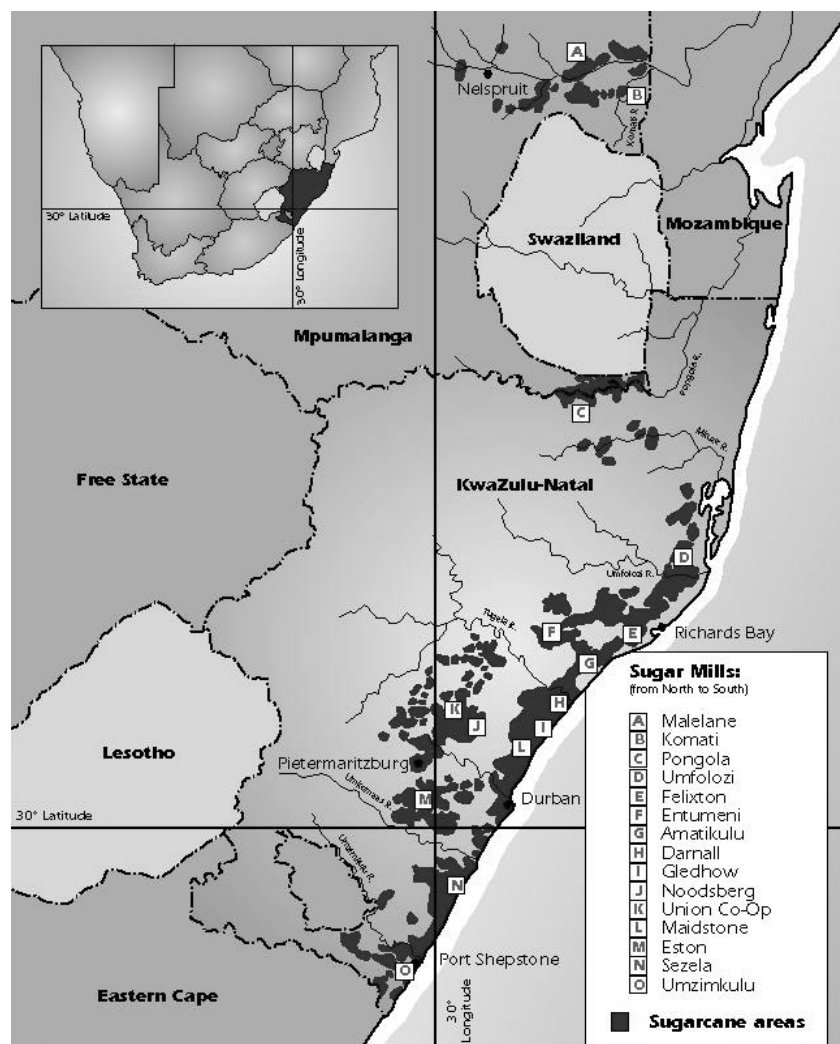 30° Latitude
30° Longitude
A
Nelspruit
B
Komati R.
Swaziland
Mozambique
Mpumalanga
Pongola R.
C
Mkuze R.
Free State
KwaZulu-Natal
D
Umfolozi R.
Tugela R.
F
E
Richards Bay
G
K
H
J
I
L
Lesotho
Pietermaritzburg
Umkomaas R.
M
Durban
30° Latitude
Umzimkulu R.
N
O
Port Shepstone
Eastern Cape
30°
Longitude
Sugar Mills:
(from North to South)
A Malelane
B Komati
C Pongola
D Umfolozi
E Felixton
F Entumeni
G Amatikulu
H Darnall
I Gledhow
J Noodsberg
K Union Co-Op
L Maidstone
M Eston
N Sezela
O Umzimkulu
Sugarcane areas